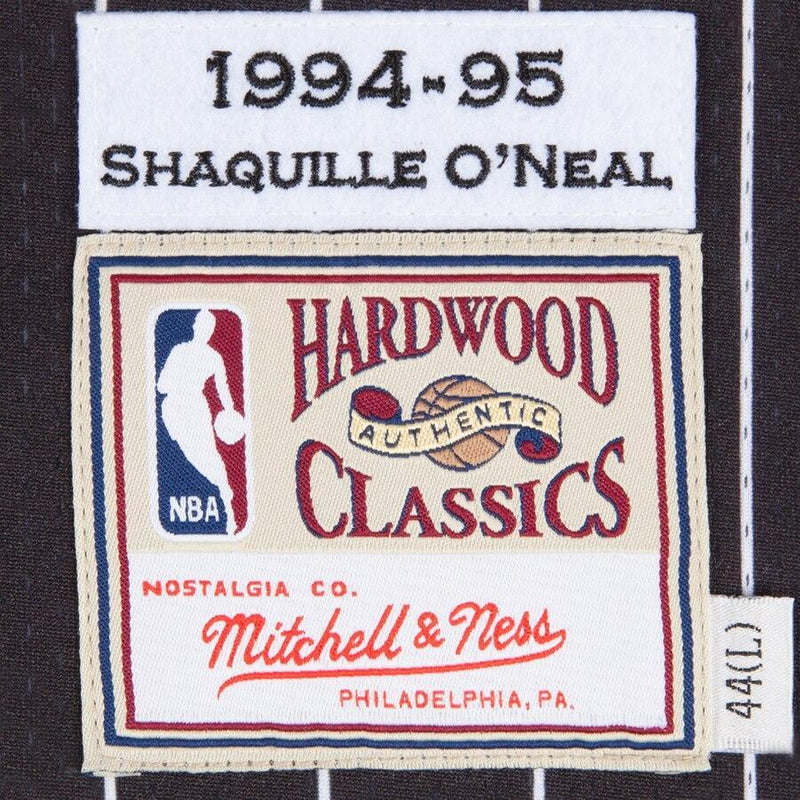 1994-95
SHAQUILLE O'NEAL
NBA
HARDWOOD
AUTHENTIC
CLASSICS
NOSTALGIA CO.
Mitchell & Ness
PHILADELPHIA, PA.
44(L)